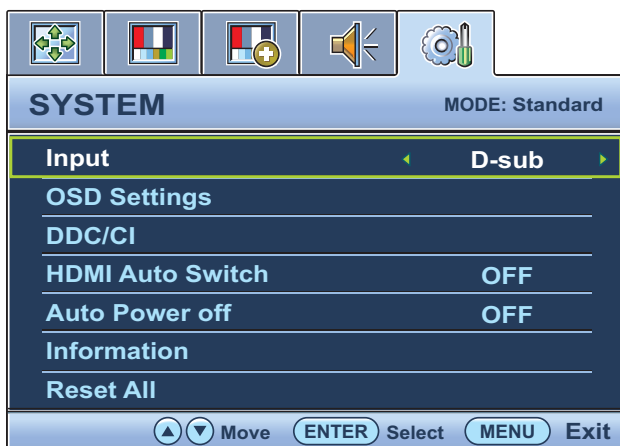 SYSTEM MODE: Standard
Input D-sub
OSD Settings
DDC/CI
HDMI Auto Switch OFF
Auto Power off OFF
Information
Reset All
Move ENTER Select MENU Exit